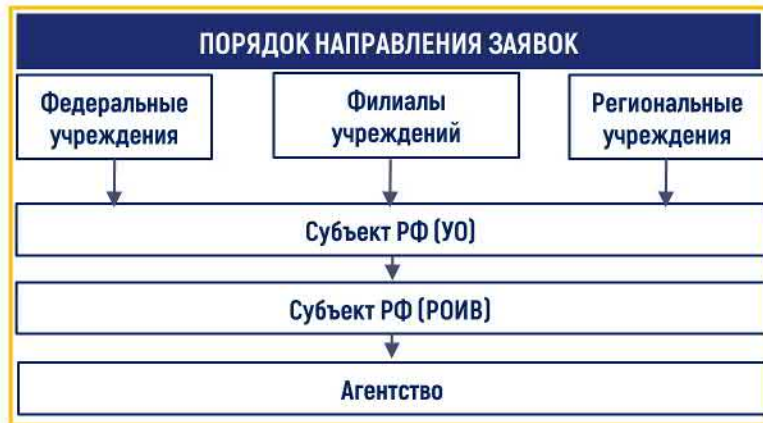 ПОРЯДОК НАПРАВЛЕНИЯ ЗАЯВОК
Федеральные
учреждения
Филиалы
учреждений
Региональные
учреждения
Субъект РФ (УО)
Субъект РФ (РОИВ)
Агентство